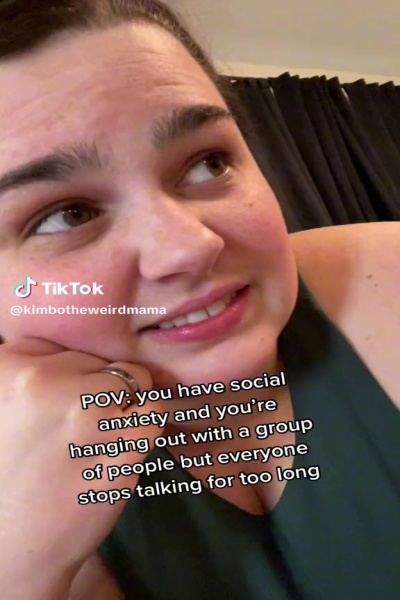 TikTok
@kimbotheweirdmama
POV: you have social
anxiety and you're
hanging out with a group
of people but everyone
stops talking for too long